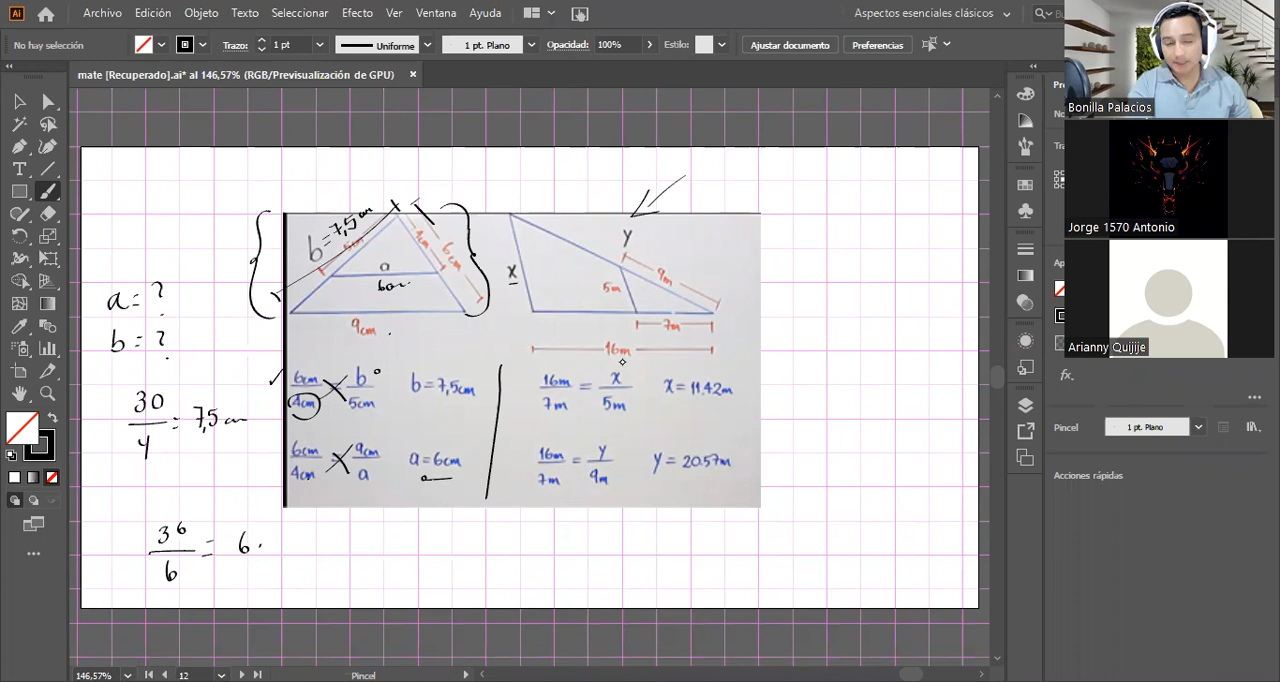 Archivo Edición Objeto Texto Seleccionar Efecto Ver Ventana Ayuda
Aspectos esenciales clásicos
No hay selección
Trazo: 1 pt
Uniforme
1 pt. Plano
Opacidad: 100%
Estilo:
Ajustar documento
Preferencias
mate [Recuperado].ai* al 146,57% (RGB/Previsualización de GPU)
Bonilla Palacios
Jorge 1570 Antonio
Arianny Quijije
b=7,5cm
5cm
4cm
6cm
a
6cm
9cm
x
y
9m
5m
7m
16m
a = ?
b = ?
30/4 = 7,5 cm
6cm/4cm = b/5cm b=7,5cm
6cm/4cm = 9cm/a a=6cm
36/6 = 6.
16m/7m = x/5m x=11.42m
16m/7m = y/9m y=20.57m
Pincel: 1 pt. Plano
Acciones rápidas
146,57% 12 Pincel